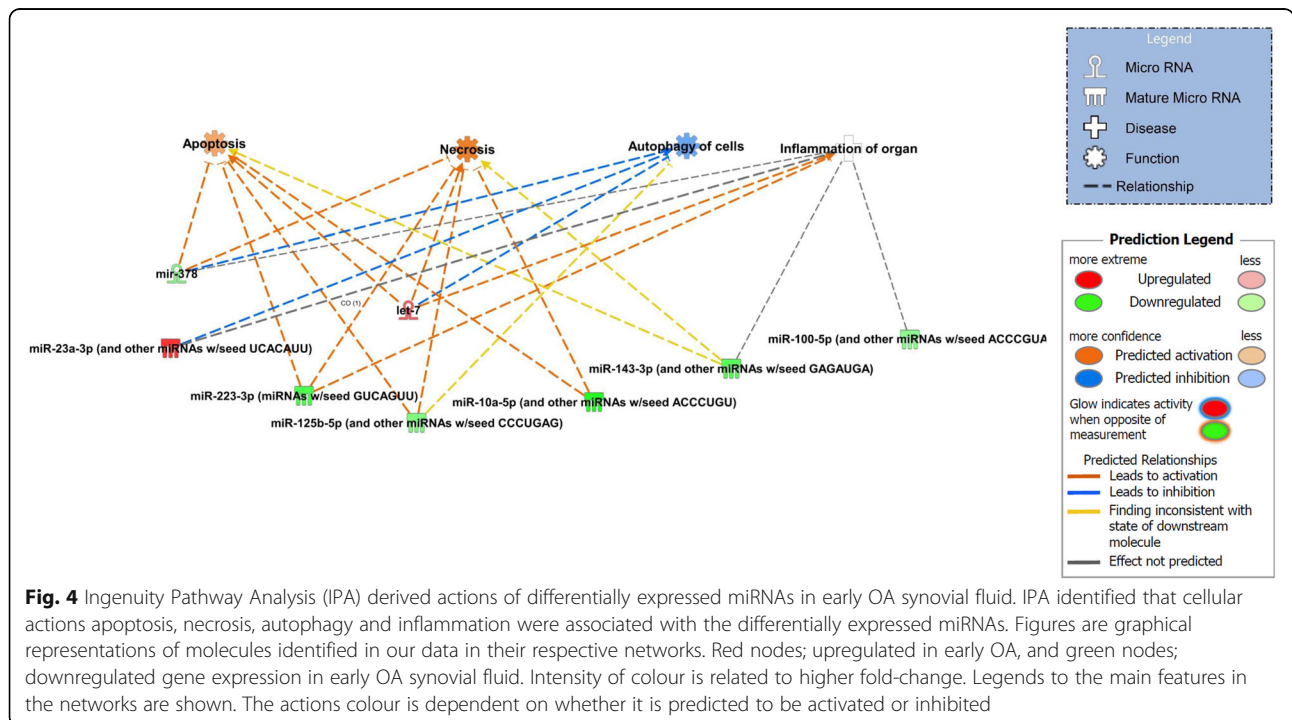 Apoptosis
Necrosis
Autophagy of cells
Inflammation of organ
mir-378
CO (1)
let-7
miR-23a-3p (and other miRNAs w/seed UCACAUU)
miR-100-5p (and other miRNAs w/seed ACCCGUA
miR-143-3p (and other miRNAs w/seed GAGAUGA)
miR-223-3p (miRNAs w/seed GUCAGUU)
miR-10a-5p (and other miRNAs w/seed ACCCUGU)
miR-125b-5p (and other miRNAs w/seed CCCUGAG)
Legend
Micro RNA
Mature Micro RNA
Disease
Function
Relationship
Prediction Legend
more extreme less
Upregulated
Downregulated
more confidence less
Predicted activation
Predicted inhibition
Glow indicates activity
when opposite of
measurement
Predicted Relationships
Leads to activation
Leads to inhibition
Finding inconsistent with
state of downstream
molecule
Effect not predicted
Fig. 4 Ingenuity Pathway Analysis (IPA) derived actions of differentially expressed miRNAs in early OA synovial fluid. IPA identified that cellular
actions apoptosis, necrosis, autophagy and inflammation were associated with the differentially expressed miRNAs. Figures are graphical
representations of molecules identified in our data in their respective networks. Red nodes; upregulated in early OA, and green nodes;
downregulated gene expression in early OA synovial fluid. Intensity of colour is related to higher fold-change. Legends to the main features in
the networks are shown. The actions colour is dependent on whether it is predicted to be activated or inhibited